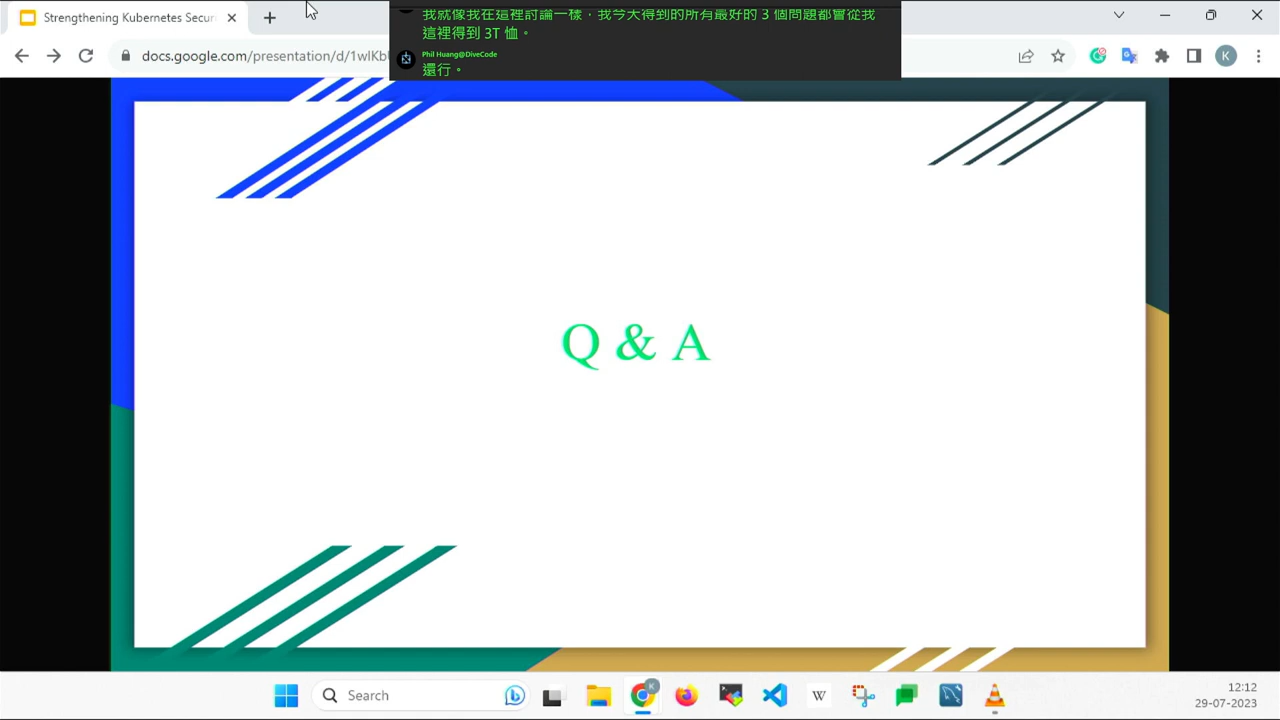 Strengthening Kubernetes Secur
我就像我在這裡討論一樣，我今天得到的所有最好的 3 個問題都會從我
這裡得到 3T 恤。
docs.google.com/presentation/d/1wlKb
Phil Huang@DiveCode
還行。
K
Q & A
Search
K
W
12:12
29-07-2023